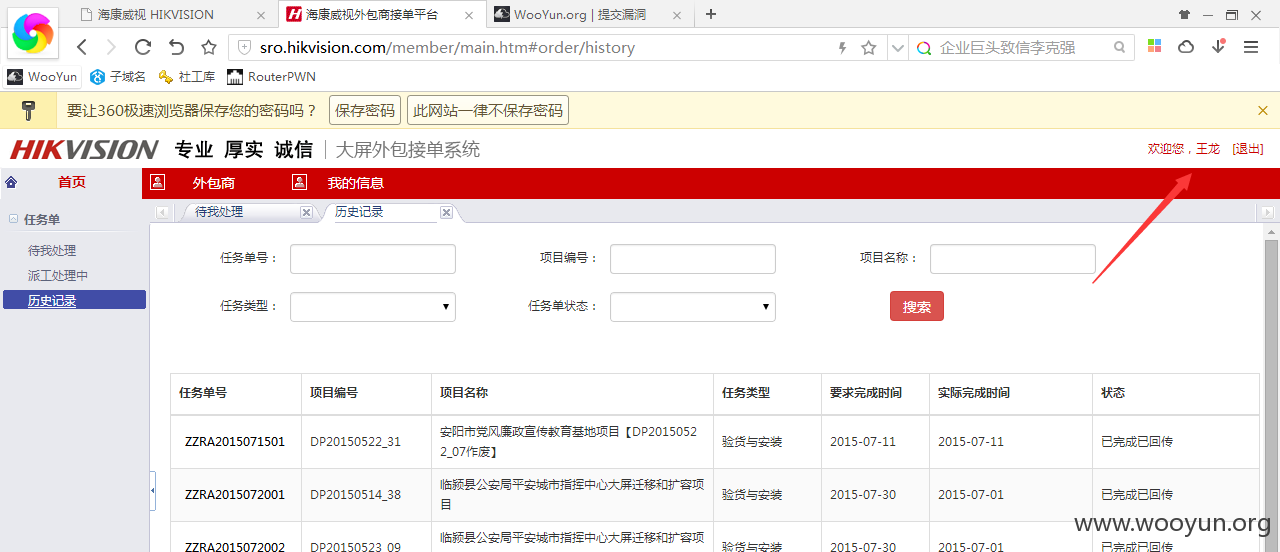 海康威视 HIKVISION
海康威视外包商接单平台
WooYun.org | 提交漏洞
sro.hikvision.com/member/main.htm#order/history
企业巨头致信李克强
WooYun 子域名 社工库 RouterPWN
要让360极速浏览器保存您的密码吗？ 保存密码 此网站一律不保存密码
HIKVISION 专业 厚实 诚信 大屏外包接单系统 欢迎您，王龙 [退出]
首页 外包商 我的信息
任务单 待我处理 历史记录
待我处理
派工处理中
历史记录
任务单号： 项目编号： 项目名称：
任务类型： 任务单状态： 搜索
任务单号 项目编号 项目名称 任务类型 要求完成时间 实际完成时间 状态
ZZRA2015071501 DP20150522_31 安阳市党风廉政宣传教育基地项目【DP2015052
2_07作废】 验货与安装 2015-07-11 2015-07-11 已完成已回传
ZZRA2015072001 DP20150514_38 临颍县公安局平安城市指挥中心大屏迁移和扩容项
目 验货与安装 2015-07-30 2015-07-01 已完成已回传
ZZRA2015072002 DP20150523_09 临颍县公安局平安城市指挥中心大屏迁移和扩容项 验货与安装 2015-07-30 2015-07-01 已完成已回传
www.wooyun.org